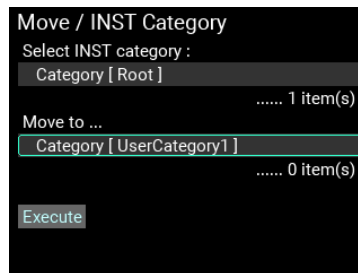 Move / INST Category
Select INST category :
Category [ Root ]
...... 1 item(s)
Move to ...
Category [ UserCategory1 ]
...... 0 item(s)
Execute